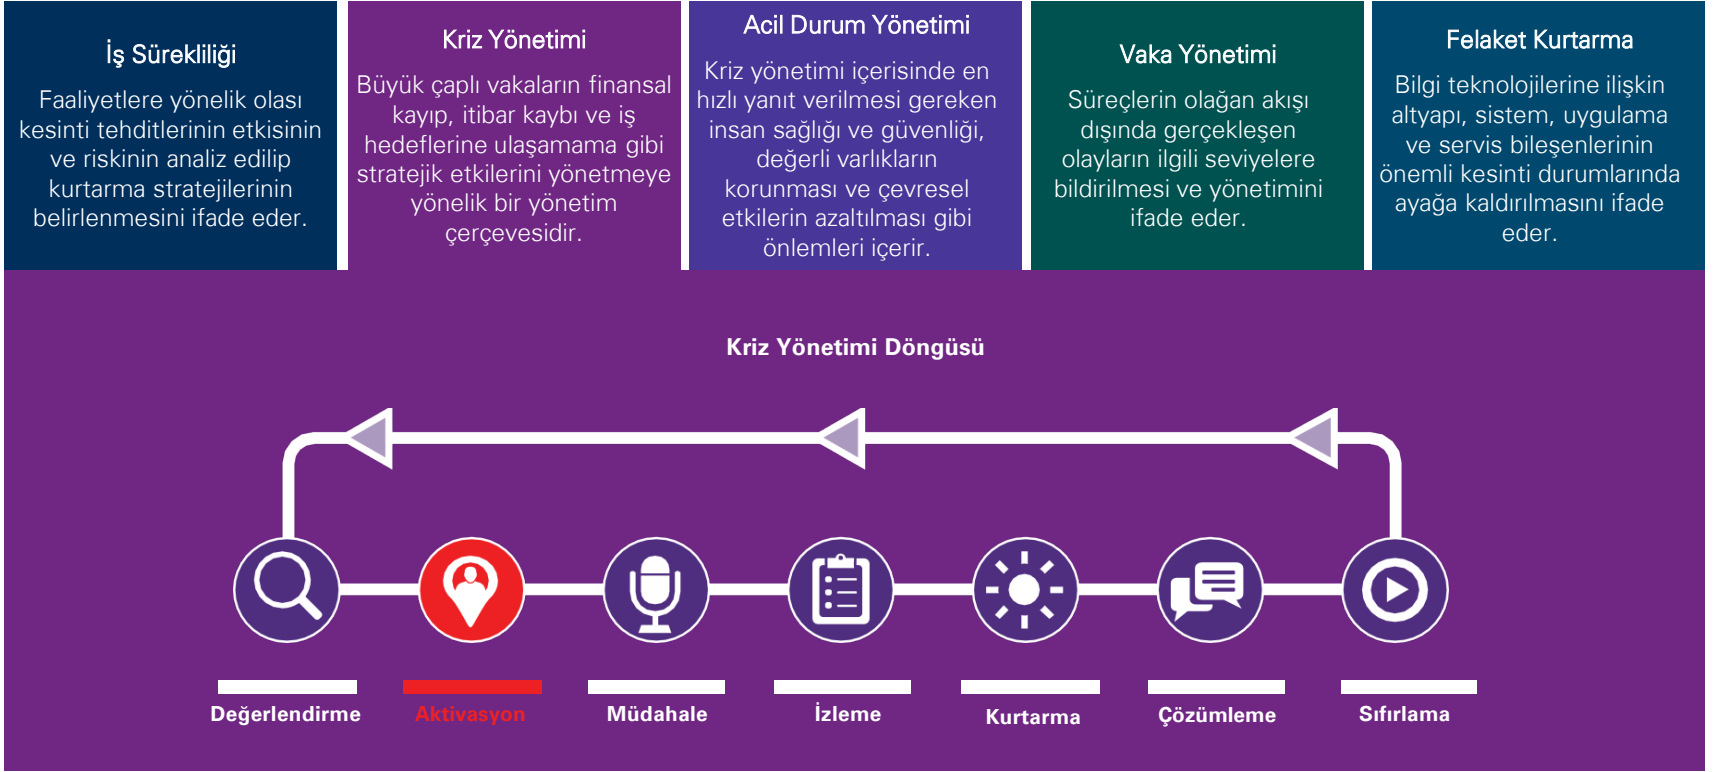 İş Sürekliliği
Faaliyetlere yönelik olası
kesinti tehditlerinin etkisinin
ve riskinin analiz edilip
kurtarma stratejilerinin
belirlenmesini ifade eder.
Kriz Yönetimi
Büyük çaplı vakaların finansal
kayıp, itibar kaybı ve iş
hedeflerine ulaşamama gibi
stratejik etkilerini yönetmeye
yönelik bir yönetim
çerçevesidir.
Acil Durum Yönetimi
Kriz yönetimi içerisinde en
hızlı yanıt verilmesi gereken
insan sağlığı ve güvenliği,
değerli varlıkların
korunması ve çevresel
etkilerin azaltılması gibi
önlemleri içerir.
Vaka Yönetimi
Süreçlerin olağan akışı
dışında gerçekleşen
olayların ilgili seviyelere
bildirilmesi ve yönetimini
ifade eder.
Felaket Kurtarma
Bilgi teknolojilerine ilişkin
altyapı, sistem, uygulama
ve servis bileşenlerinin
önemli kesinti durumlarında
ayağa kaldırılmasını ifade
eder.
Kriz Yönetimi Döngüsü
Değerlendirme
Aktivasyon
Müdahale
İzleme
Kurtarma
Çözümleme
Sıfırlama